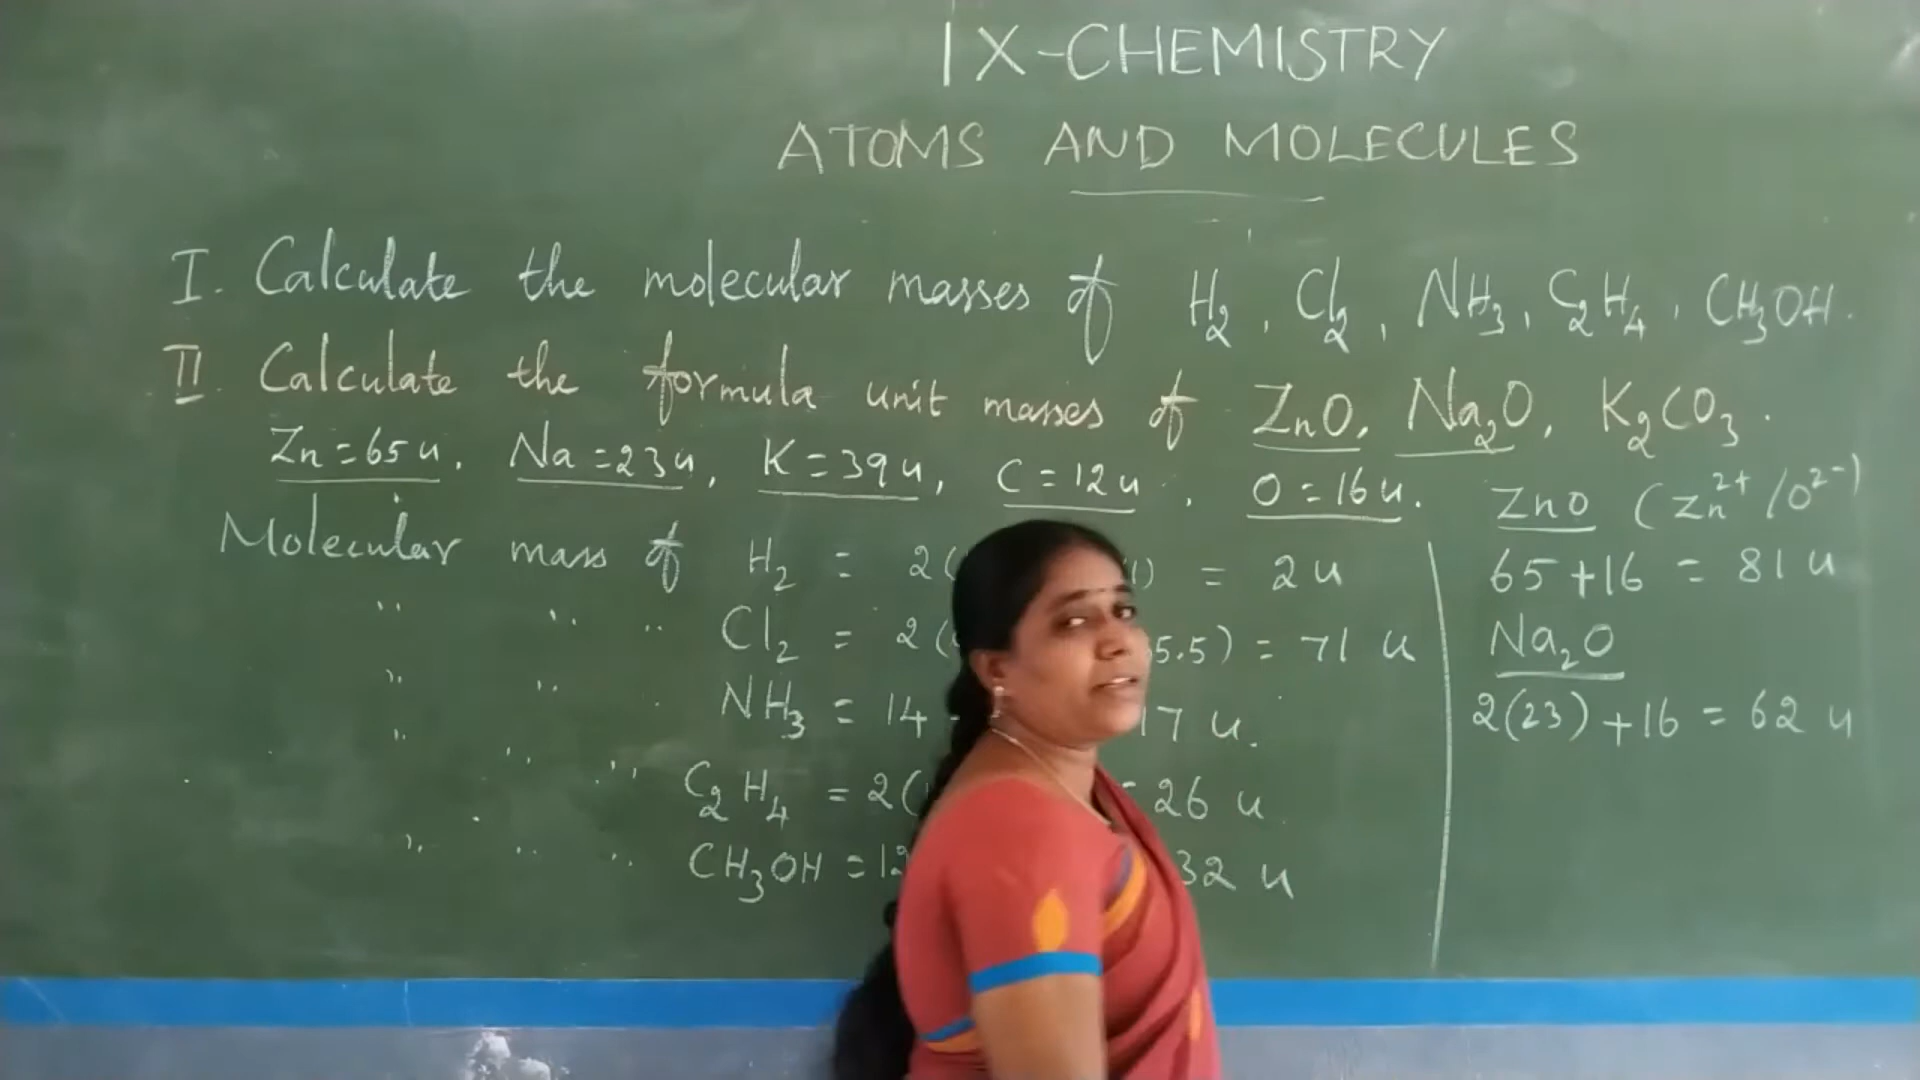 IX-CHEMISTRY
ATOMS AND MOLECULES
I. Calculate the molecular masses of H₂, Cl₂, NH₃, C₂H₄, CH₃OH.
II. Calculate the formula unit masses of ZnO, Na₂O, K₂CO₃.
Zn = 65u, Na = 23u, K = 39u, C = 12u, O = 16u.
Molecular mass of H₂ = 2( 1) = 2 u
" " " Cl₂ = 2( 5.5) = 71 u
" " " NH₃ = 14 17 u.
" " " C₂H₄ = 2( = 26 u
" " " CH₃OH = 12 32 u
ZnO (Zn²⁺/O²⁻)
65 + 16 = 81 u
Na₂O
2(23) + 16 = 62 u